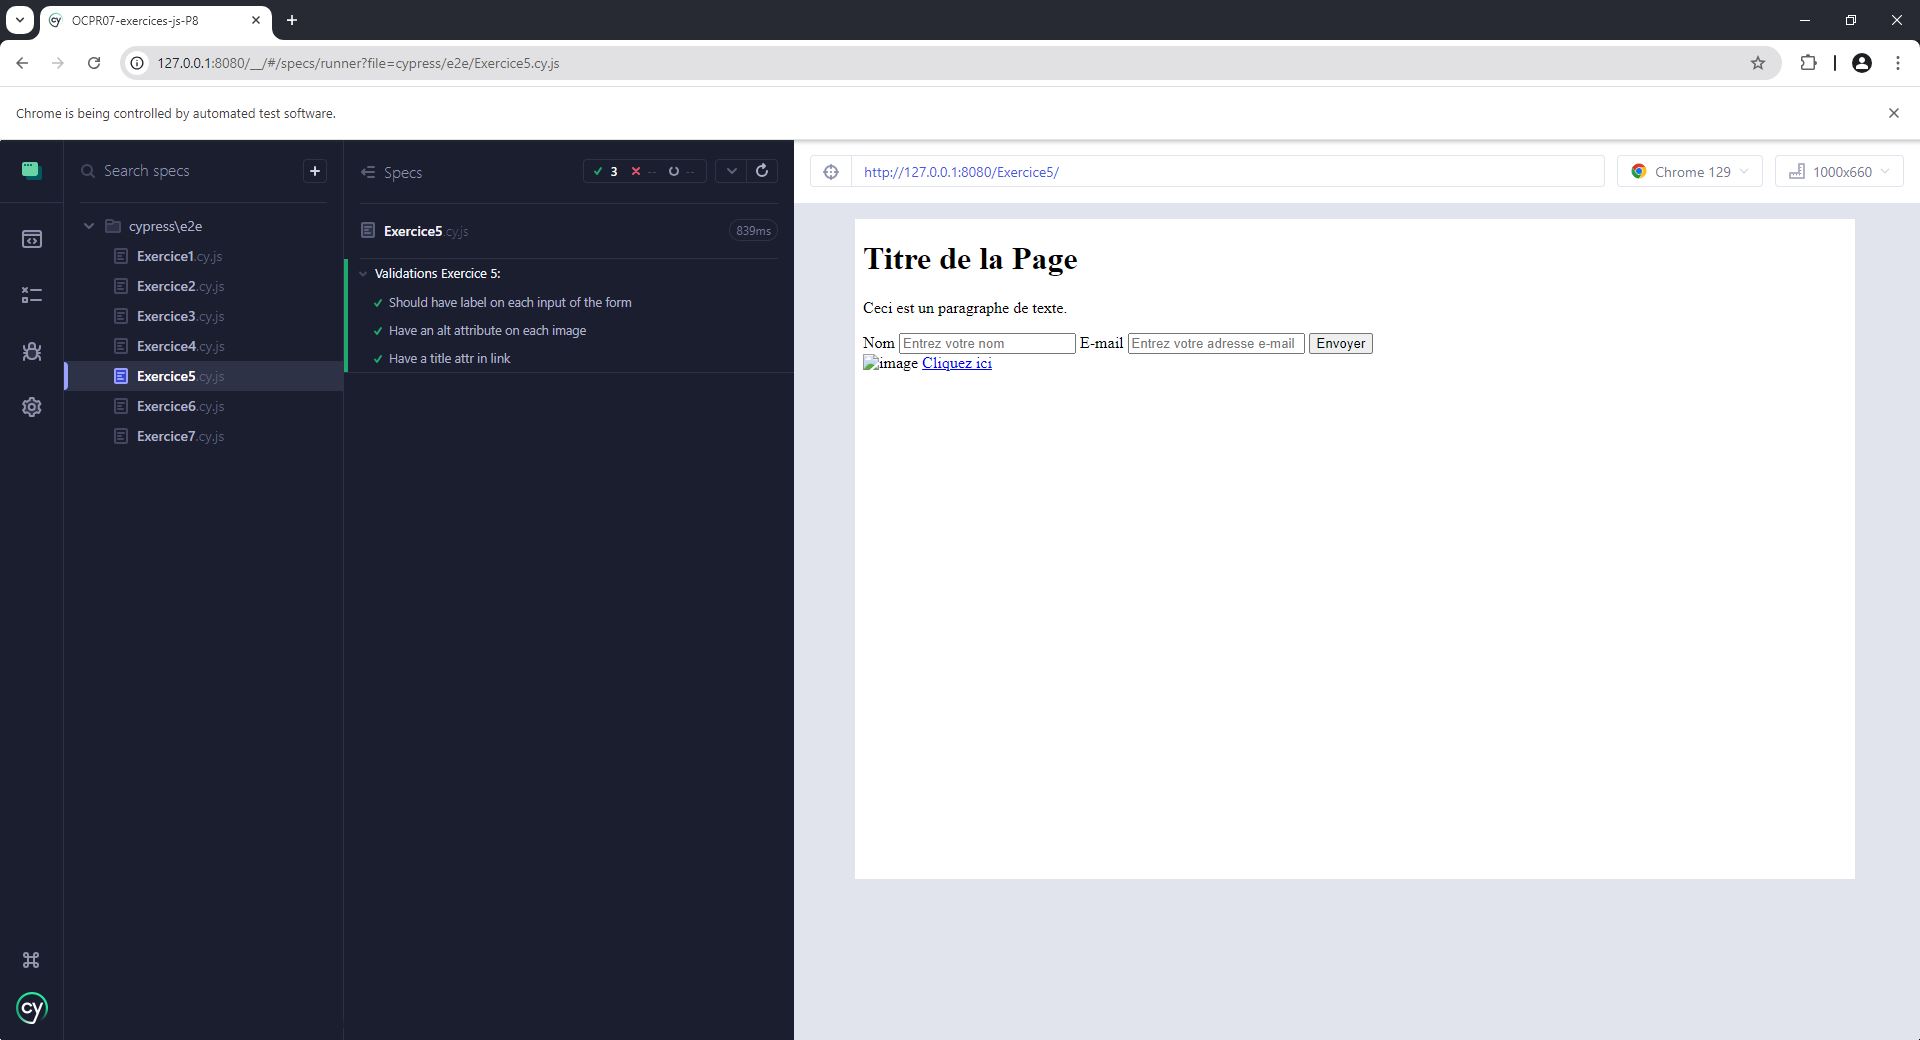 OCPR07-exercices-js-P8
127.0.0.1:8080/__/#/specs/runner?file=cypress/e2e/Exercice5.cy.js
Chrome is being controlled by automated test software.
Search specs
cypress\e2e
Exercice1.cy.js
Exercice2.cy.js
Exercice3.cy.js
Exercice4.cy.js
Exercice5.cy.js
Exercice6.cy.js
Exercice7.cy.js
cy
Specs
3 -- --
Exercice5.cy.js 839ms
Validations Exercice 5:
Should have label on each input of the form
Have an alt attribute on each image
Have a title attr in link
http://127.0.0.1:8080/Exercice5/
Chrome 129
1000x660
Titre de la Page
Ceci est un paragraphe de texte.
Nom Entrez votre nom E-mail Entrez votre adresse e-mail Envoyer
image Cliquez ici